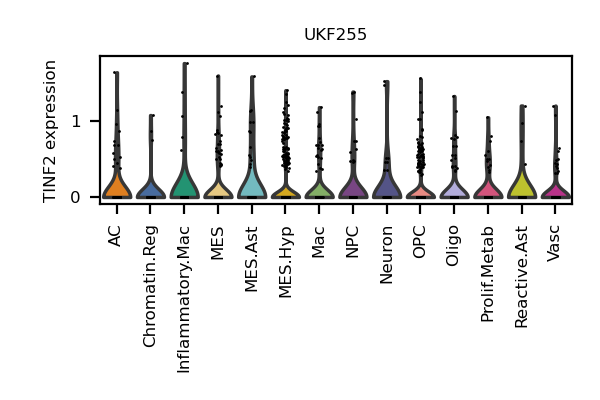 UKF255
TINF2 expression
1
0
AC
Chromatin.Reg
Inflammatory.Mac
MES
MES.Ast
MES.Hyp
Mac
NPC
Neuron
OPC
Oligo
Prolif.Metab
Reactive.Ast
Vasc